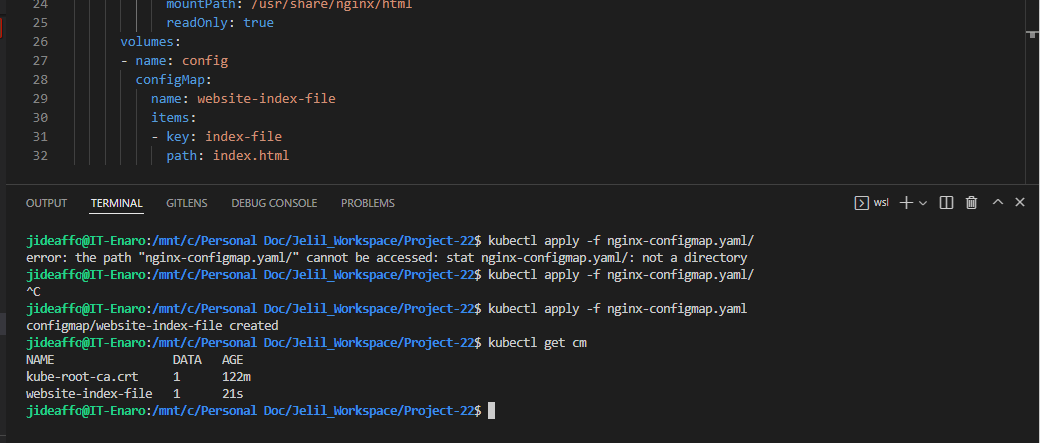 24 mountPath: /usr/share/nginx/html
25 readOnly: true
26 volumes:
27 - name: config
28 configMap:
29 name: website-index-file
30 items:
31 - key: index-file
32 path: index.html
OUTPUT TERMINAL GITLENS DEBUG CONSOLE PROBLEMS wsl
jideaffo@IT-Enaro:/mnt/c/Personal Doc/Jelil_Workspace/Project-22$ kubectl apply -f nginx-configmap.yaml/
error: the path "nginx-configmap.yaml/" cannot be accessed: stat nginx-configmap.yaml/: not a directory
jideaffo@IT-Enaro:/mnt/c/Personal Doc/Jelil_Workspace/Project-22$ kubectl apply -f nginx-configmap.yaml/
^C
jideaffo@IT-Enaro:/mnt/c/Personal Doc/Jelil_Workspace/Project-22$ kubectl apply -f nginx-configmap.yaml
configmap/website-index-file created
jideaffo@IT-Enaro:/mnt/c/Personal Doc/Jelil_Workspace/Project-22$ kubectl get cm
NAME DATA AGE
kube-root-ca.crt 1 122m
website-index-file 1 21s
jideaffo@IT-Enaro:/mnt/c/Personal Doc/Jelil_Workspace/Project-22$